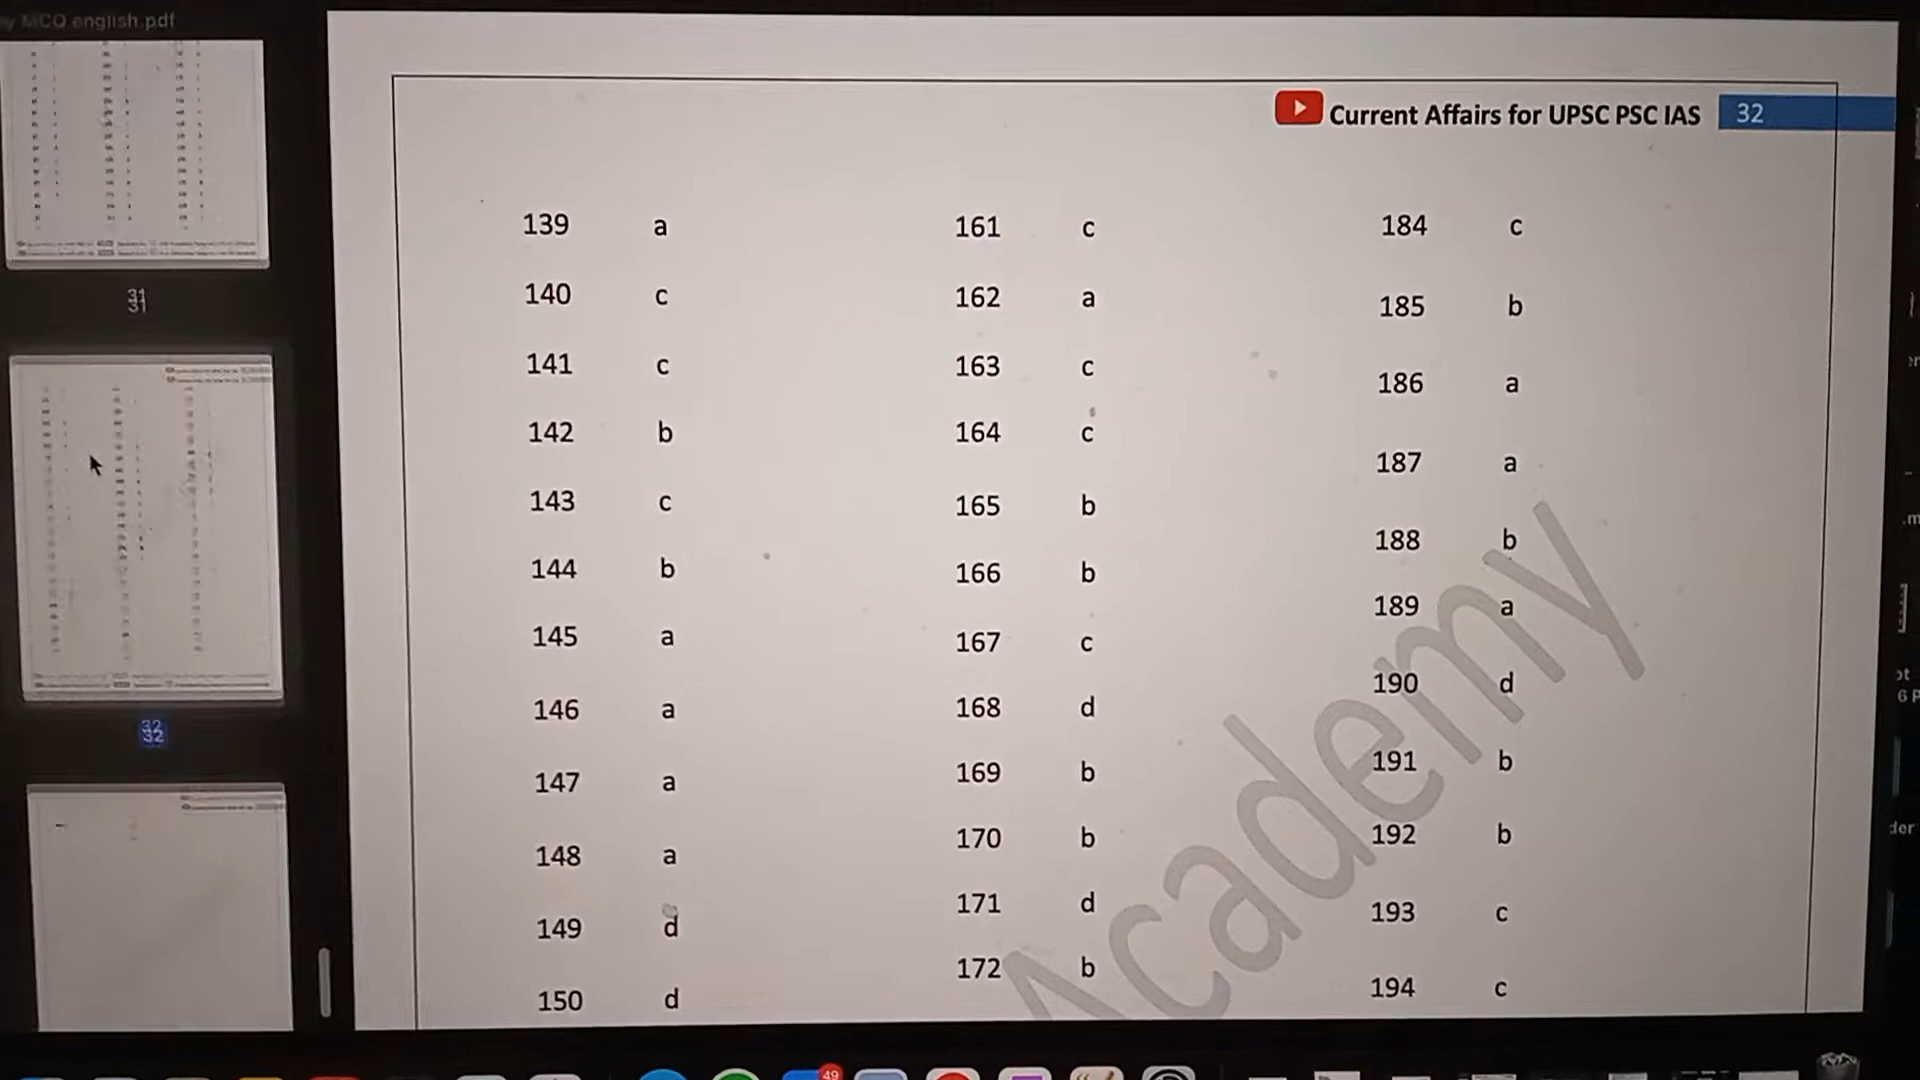 y MCQ english.pdf
31
32
Current Affairs for UPSC PSC IAS 32
139 a 161 c 184 c
140 c 162 a 185 b
141 c 163 c 186 a
142 b 164 c 187 a
143 c 165 b 188 b
144 b 166 b 189 a
145 a 167 c 190 d
146 a 168 d 191 b
147 a 169 b 192 b
148 a 170 b 193 c
149 d 171 d 194 c
150 d 172 b
Academy
49